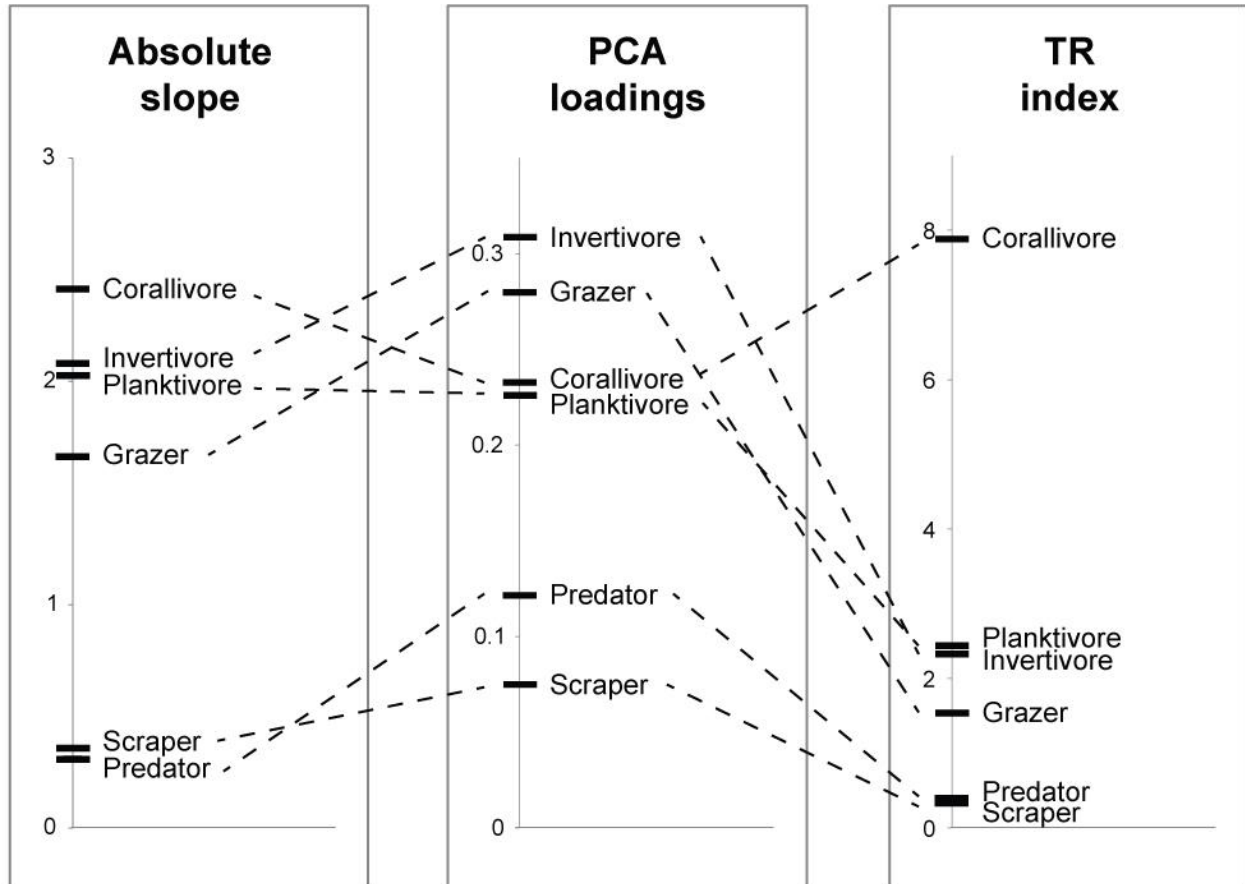 Absolute
slope
3
Corallivore
Invertivore
2
Planktivore
Grazer
1
Scraper
Predator
0
PCA
loadings
Invertivore
0.3
Grazer
Corallivore
Planktivore
0.2
Predator
0.1
Scraper
0
TR
index
8
Corallivore
6
4
Planktivore
Invertivore
2
Grazer
Predator
Scraper
0